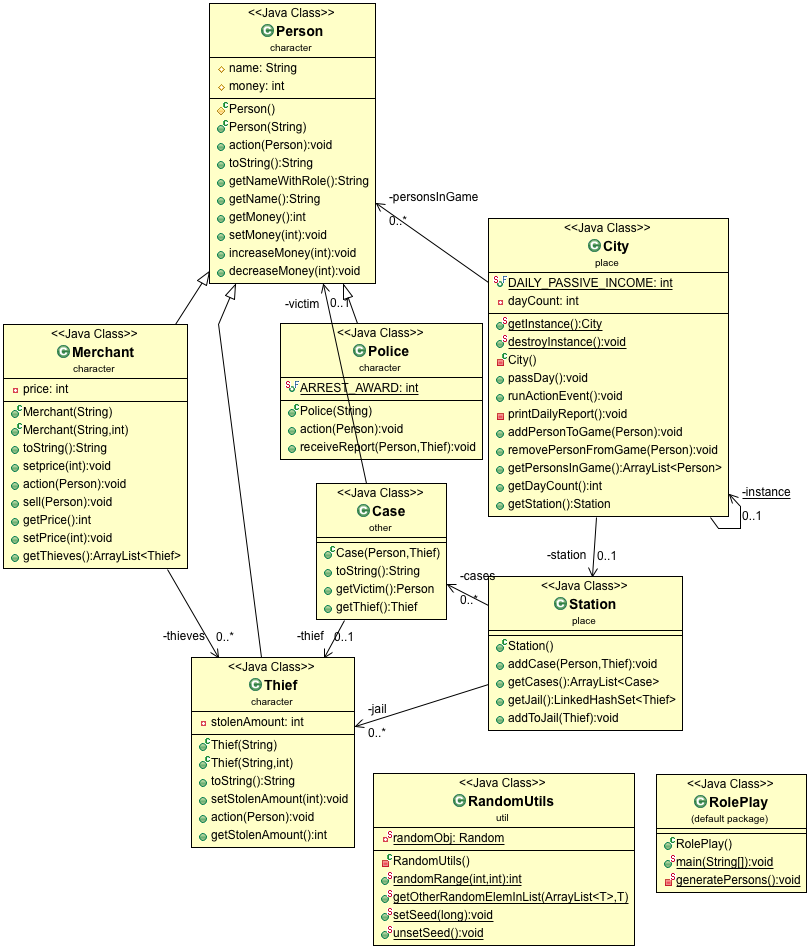 <<Java Class>>
Person
character
name: String
money: int
Person()
Person(String)
action(Person):void
toString():String
getNameWithRole():String
getName():String
getMoney():int
setMoney(int):void
increaseMoney(int):void
decreaseMoney(int):void
-personsInGame
0..*
<<Java Class>>
City
place
DAILY_PASSIVE_INCOME: int
dayCount: int
getInstance():City
destroyInstance():void
City()
passDay():void
runActionEvent():void
printDailyReport():void
addPersonToGame(Person):void
removePersonFromGame(Person):void
getPersonsInGame():ArrayList<Person>
getDayCount():int
getStation():Station
-instance
0..1
-victim
0..1
<<Java Class>>
Merchant
character
price: int
Merchant(String)
Merchant(String,int)
toString():String
setprice(int):void
action(Person):void
sell(Person):void
getPrice():int
setPrice(int):void
getThieves():ArrayList<Thief>
<<Java Class>>
Police
character
ARREST_AWARD: int
Police(String)
action(Person):void
receiveReport(Person,Thief):void
<<Java Class>>
Case
other
Case(Person,Thief)
toString():String
getVictim():Person
getThief():Thief
-station
0..1
-cases
0..*
<<Java Class>>
Station
place
Station()
addCase(Person,Thief):void
getCases():ArrayList<Case>
getJail():LinkedHashSet<Thief>
addToJail(Thief):void
-thieves
0..*
-thief
0..1
-jail
0..*
<<Java Class>>
Thief
character
stolenAmount: int
Thief(String)
Thief(String,int)
toString():String
setStolenAmount(int):void
action(Person):void
getStolenAmount():int
<<Java Class>>
RandomUtils
util
randomObj: Random
RandomUtils()
randomRange(int,int):int
getOtherRandomElemInList(ArrayList<T>,T)
setSeed(long):void
unsetSeed():void
<<Java Class>>
RolePlay
(default package)
RolePlay()
main(String[]):void
generatePersons():void